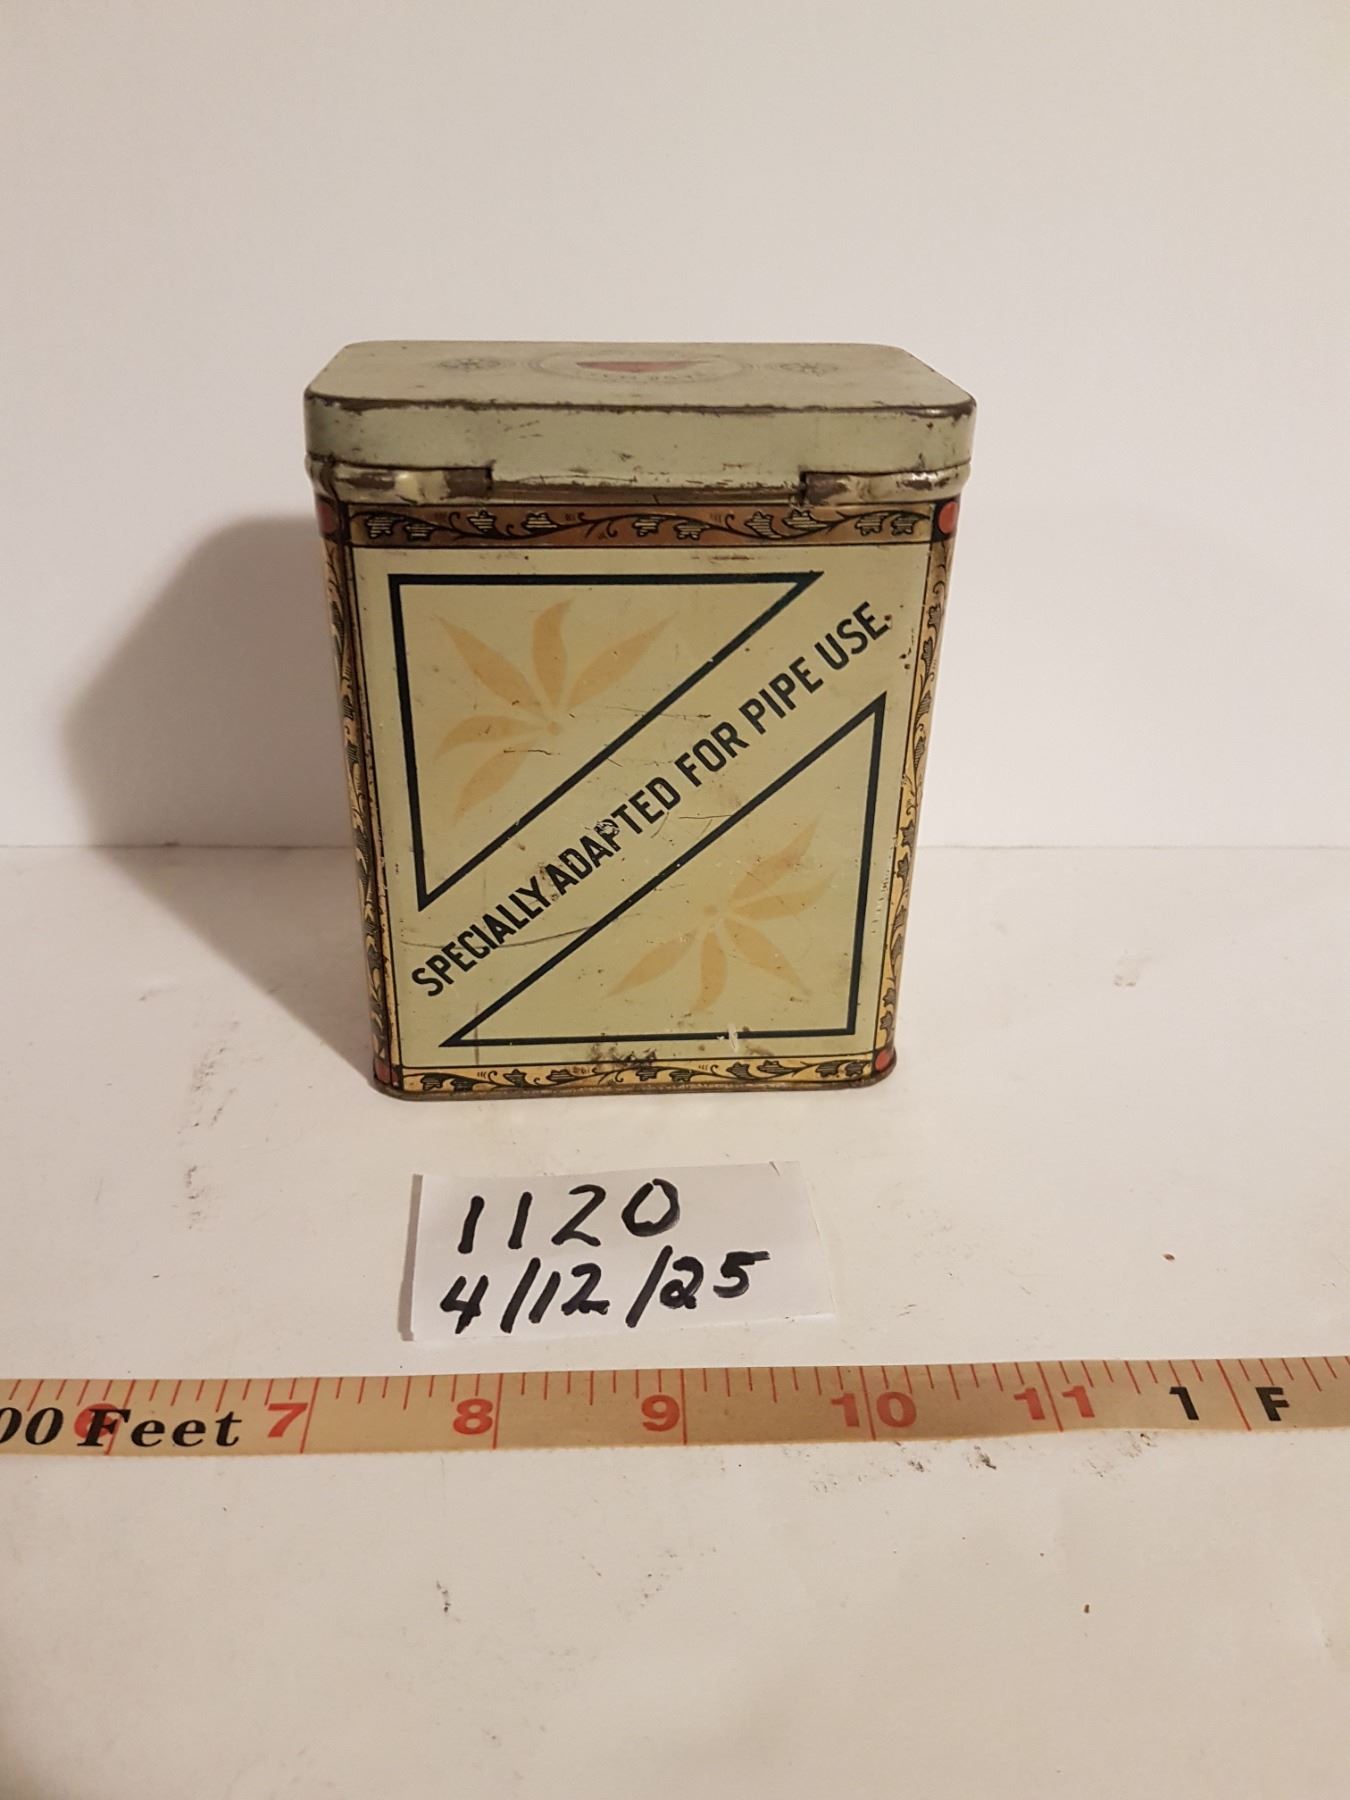 SPECIALLY ADAPTED FOR PIPE USE.
1120
4/12/25
00 Feet 7 8 9 10 11 1 F